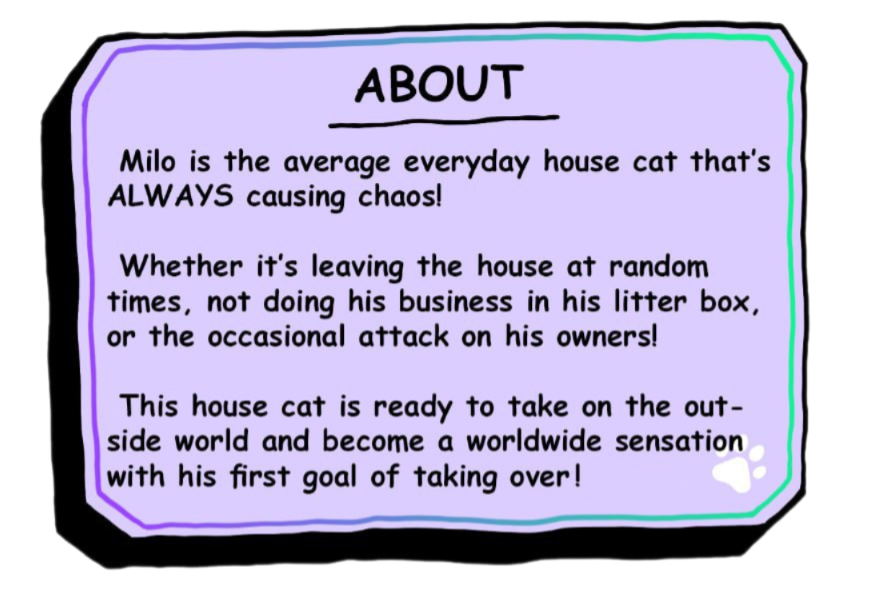 ABOUT
Milo is the average everyday house cat that's
ALWAYS causing chaos!
Whether it's leaving the house at random
times, not doing his business in his litter box,
or the occasional attack on his owners!
This house cat is ready to take on the out-
side world and become a worldwide sensation
with his first goal of taking over!